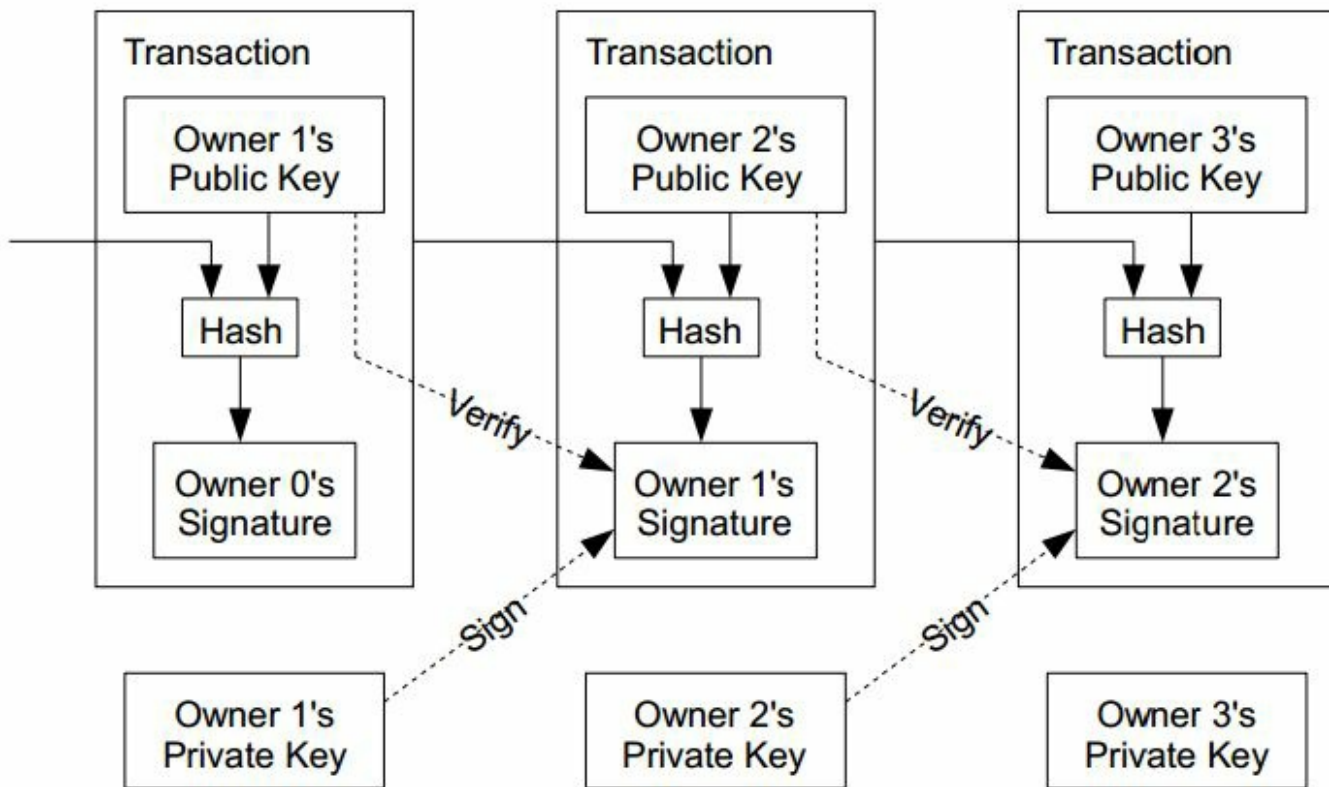 Transaction
Owner 1's
Public Key
Hash
Owner 0's
Signature
Transaction
Owner 2's
Public Key
Hash
Owner 1's
Signature
Transaction
Owner 3's
Public Key
Hash
Owner 2's
Signature
Verify
Verify
Sign
Sign
Owner 1's
Private Key
Owner 2's
Private Key
Owner 3's
Private Key